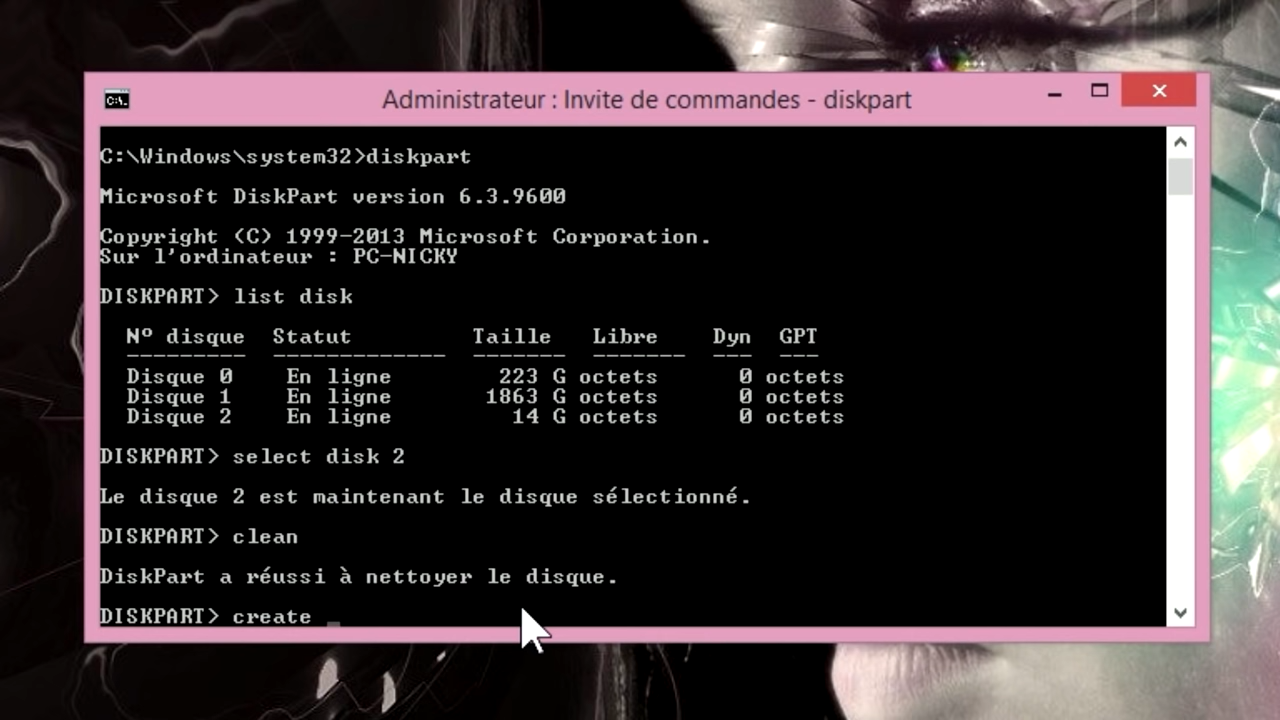 Administrateur : Invite de commandes - diskpart
C:\Windows\system32>diskpart
Microsoft DiskPart version 6.3.9600
Copyright (C) 1999-2013 Microsoft Corporation.
Sur l'ordinateur : PC-NICKY
DISKPART> list disk
Nº disque Statut Taille Libre Dyn GPT
--------- ------------- ------- ------- --- ---
Disque 0 En ligne 223 G octets 0 octets
Disque 1 En ligne 1863 G octets 0 octets
Disque 2 En ligne 14 G octets 0 octets
DISKPART> select disk 2
Le disque 2 est maintenant le disque sélectionné.
DISKPART> clean
DiskPart a réussi à nettoyer le disque.
DISKPART> create _